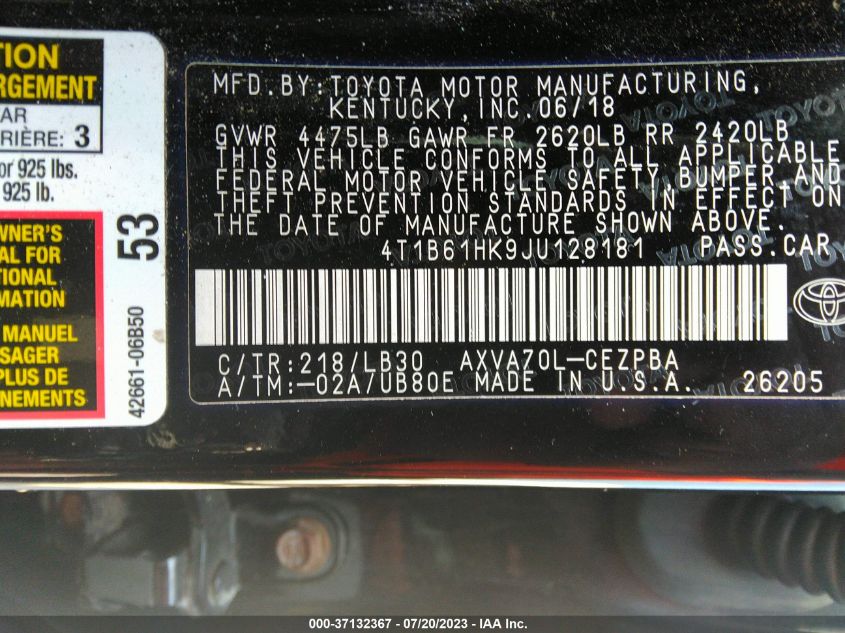 TION
RGEMENT
AR
RIÈRE: 3
or 925 lbs.
925 lb.
WNER'S
AL FOR
TIONAL
RMATION
MANUEL
SSAGER
PLUS DE
NEMENTS
53
42661-06B50
MFD.BY:TOYOTA MOTOR MANUFACTURING,
KENTUCKY,INC.06/18
GVWR 4475LB GAWR FR 2620LB RR 2420LB
THIS VEHICLE CONFORMS TO ALL APPLICABLE
FEDERAL MOTOR VEHICLE SAFETY,BUMPER,AND
THEFT PREVENTION STANDARDS IN EFFECT ON
THE DATE OF MANUFACTURE SHOWN ABOVE.
4T1B61HK9JU128181 PASS.CAR
C/TR:218/LB30 AXVA70L-CEZPBA
A/TM:-02A/UB80E MADE IN U.S.A. 26205
000-37132367 / 07/20/2023 - IAA Inc.